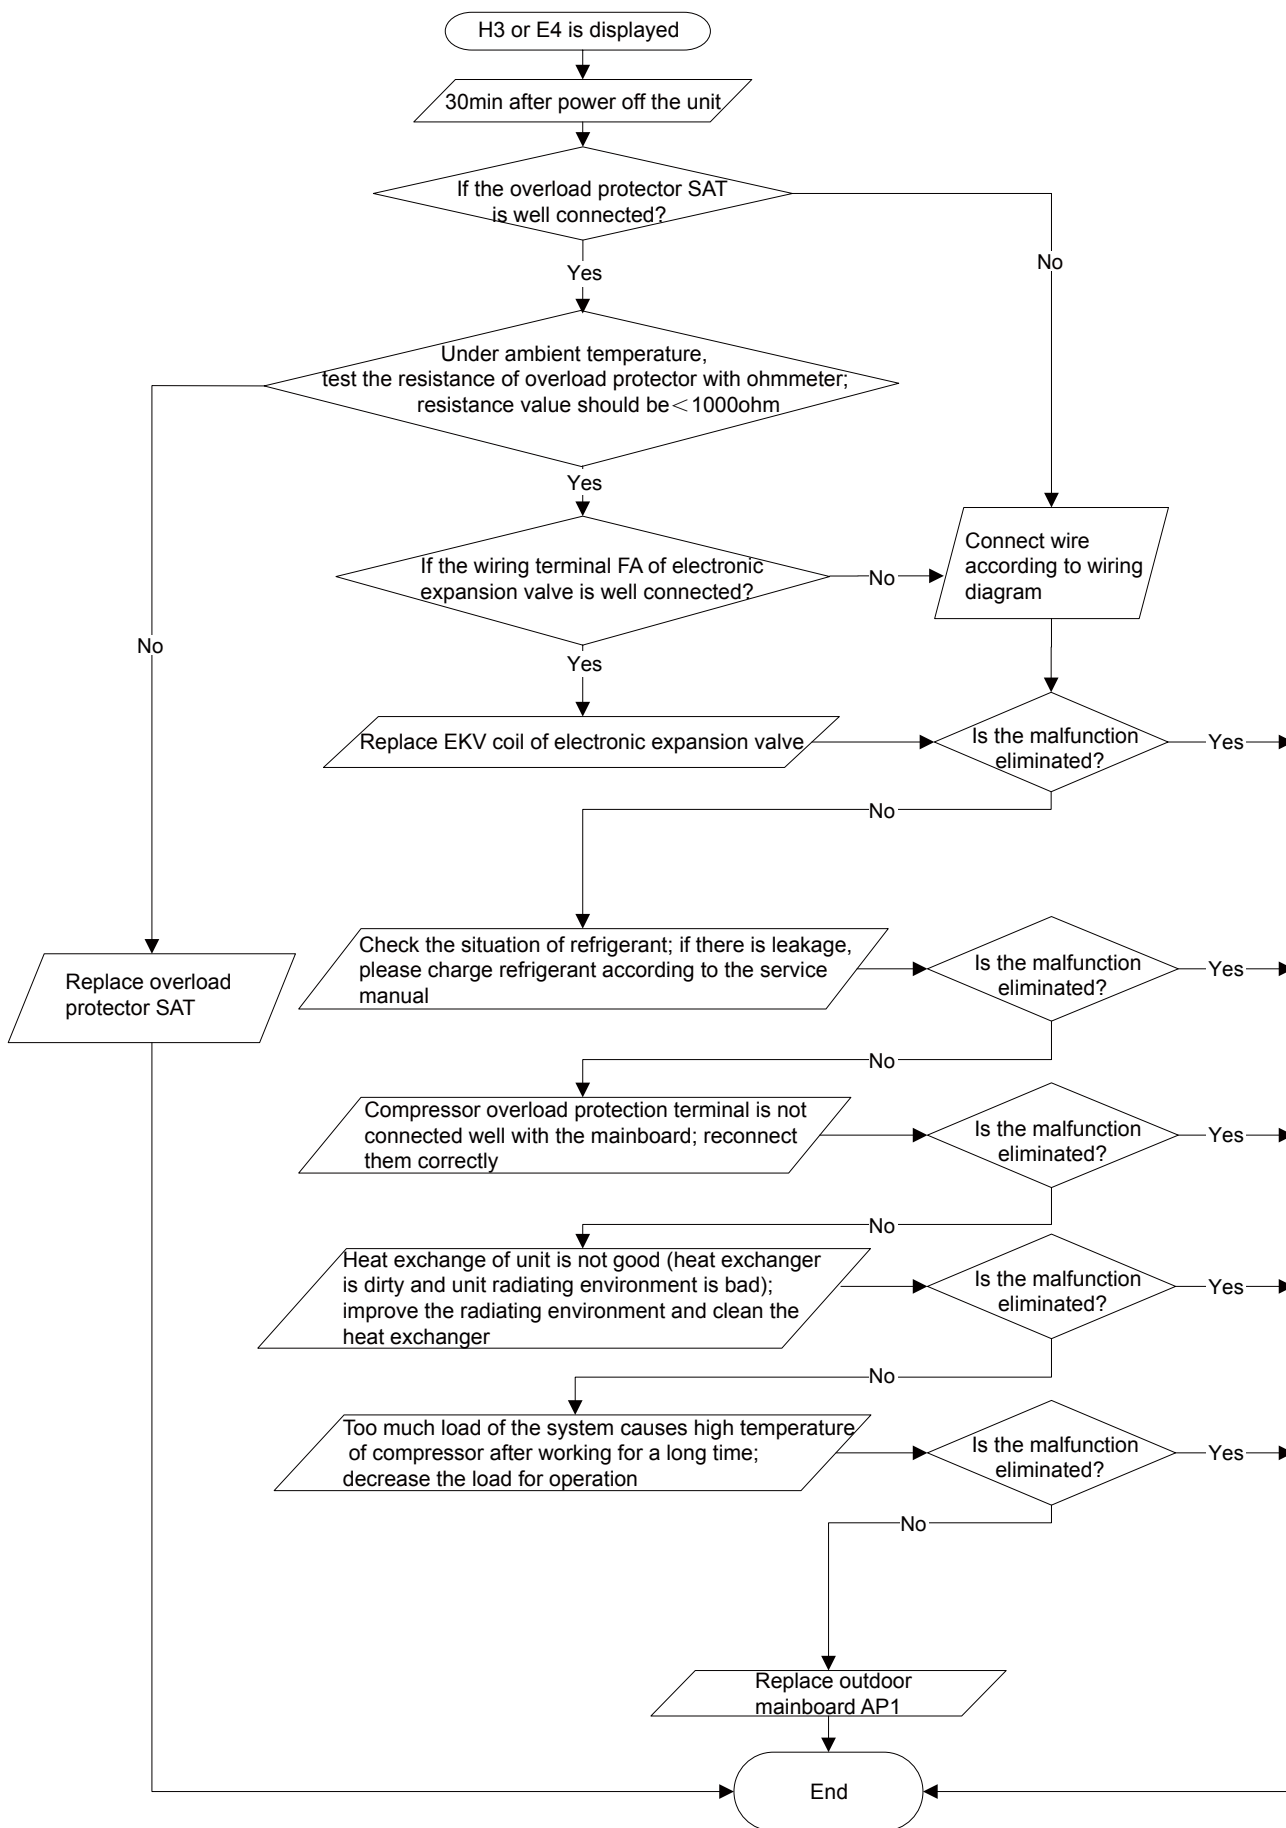 H3 or E4 is displayed
30min after power off the unit
If the overload protector SAT
is well connected?
No
Yes
Under ambient temperature,
test the resistance of overload protector with ohmmeter;
resistance value should be＜1000ohm
Yes
If the wiring terminal FA of electronic
expansion valve is well connected?
No
Connect wire
according to wiring
diagram
No
Yes
Replace EKV coil of electronic expansion valve
Is the malfunction
eliminated?
Yes
No
Check the situation of refrigerant; if there is leakage,
please charge refrigerant according to the service
manual
Is the malfunction
eliminated?
Yes
Replace overload
protector SAT
No
Compressor overload protection terminal is not
connected well with the mainboard; reconnect
them correctly
Is the malfunction
eliminated?
Yes
No
Heat exchange of unit is not good (heat exchanger
is dirty and unit radiating environment is bad);
improve the radiating environment and clean the
heat exchanger
Is the malfunction
eliminated?
Yes
No
Too much load of the system causes high temperature
of compressor after working for a long time;
decrease the load for operation
Is the malfunction
eliminated?
Yes
No
Replace outdoor
mainboard AP1
End